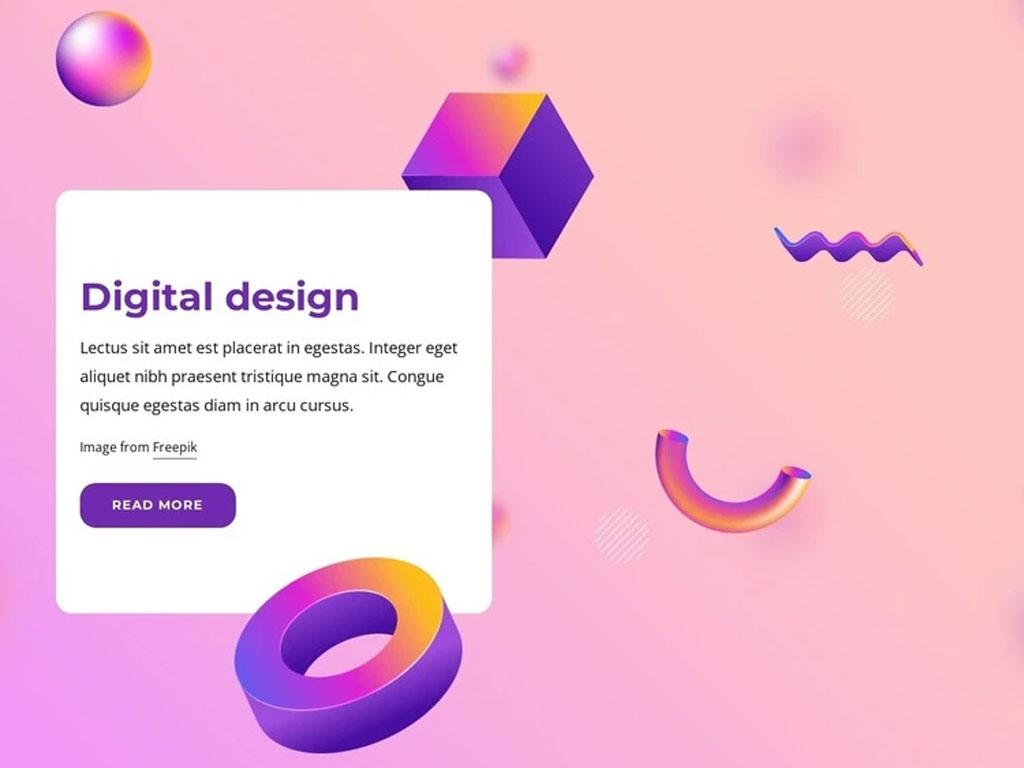 Digital design
Lectus sit amet est placerat in egestas. Integer eget
aliquet nibh praesent tristique magna sit. Congue
quisque egestas diam in arcu cursus.
Image from Freepik
READ MORE